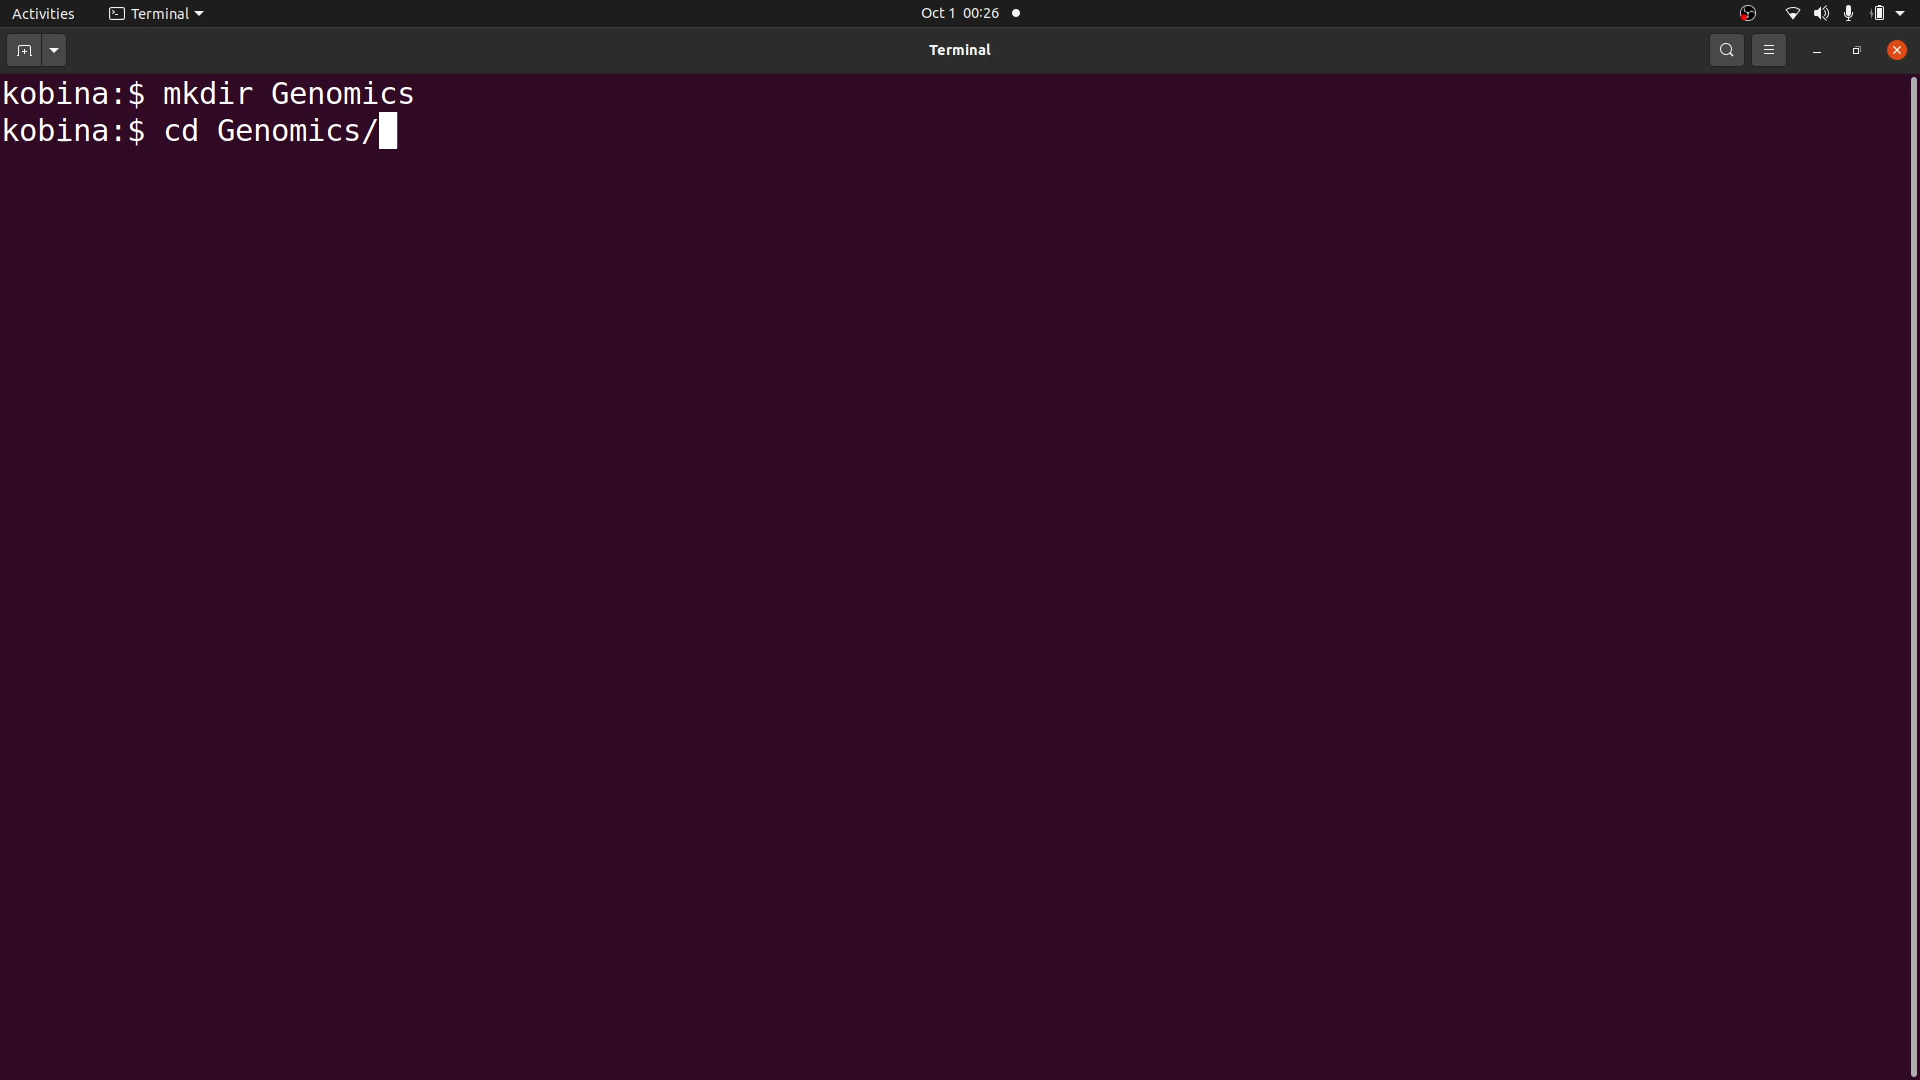 Activities Terminal Oct 1 00:26
Terminal
kobina:$ mkdir Genomics
kobina:$ cd Genomics/